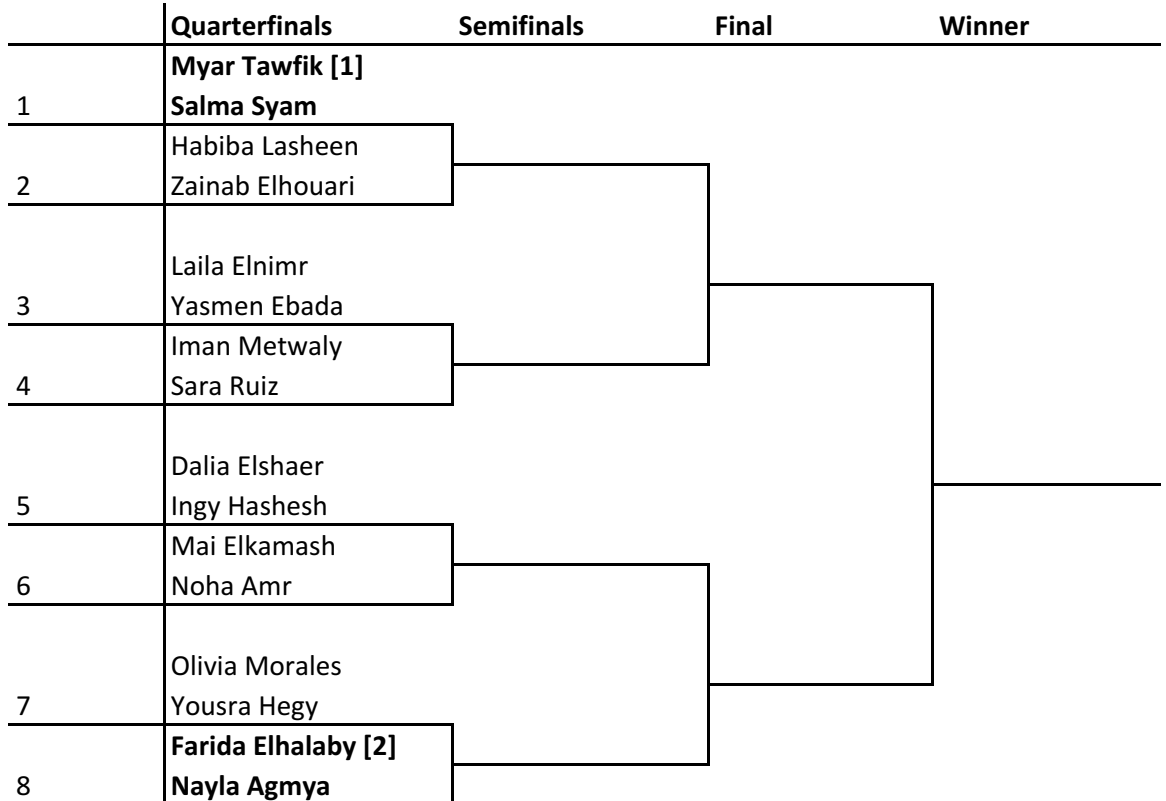 Quarterfinals Semifinals Final Winner
Myar Tawfik [1]
1 Salma Syam
Habiba Lasheen
2 Zainab Elhouari
Laila Elnimr
3 Yasmen Ebada
Iman Metwaly
4 Sara Ruiz
Dalia Elshaer
5 Ingy Hashesh
Mai Elkamash
6 Noha Amr
Olivia Morales
7 Yousra Hegy
Farida Elhalaby [2]
8 Nayla Agmya